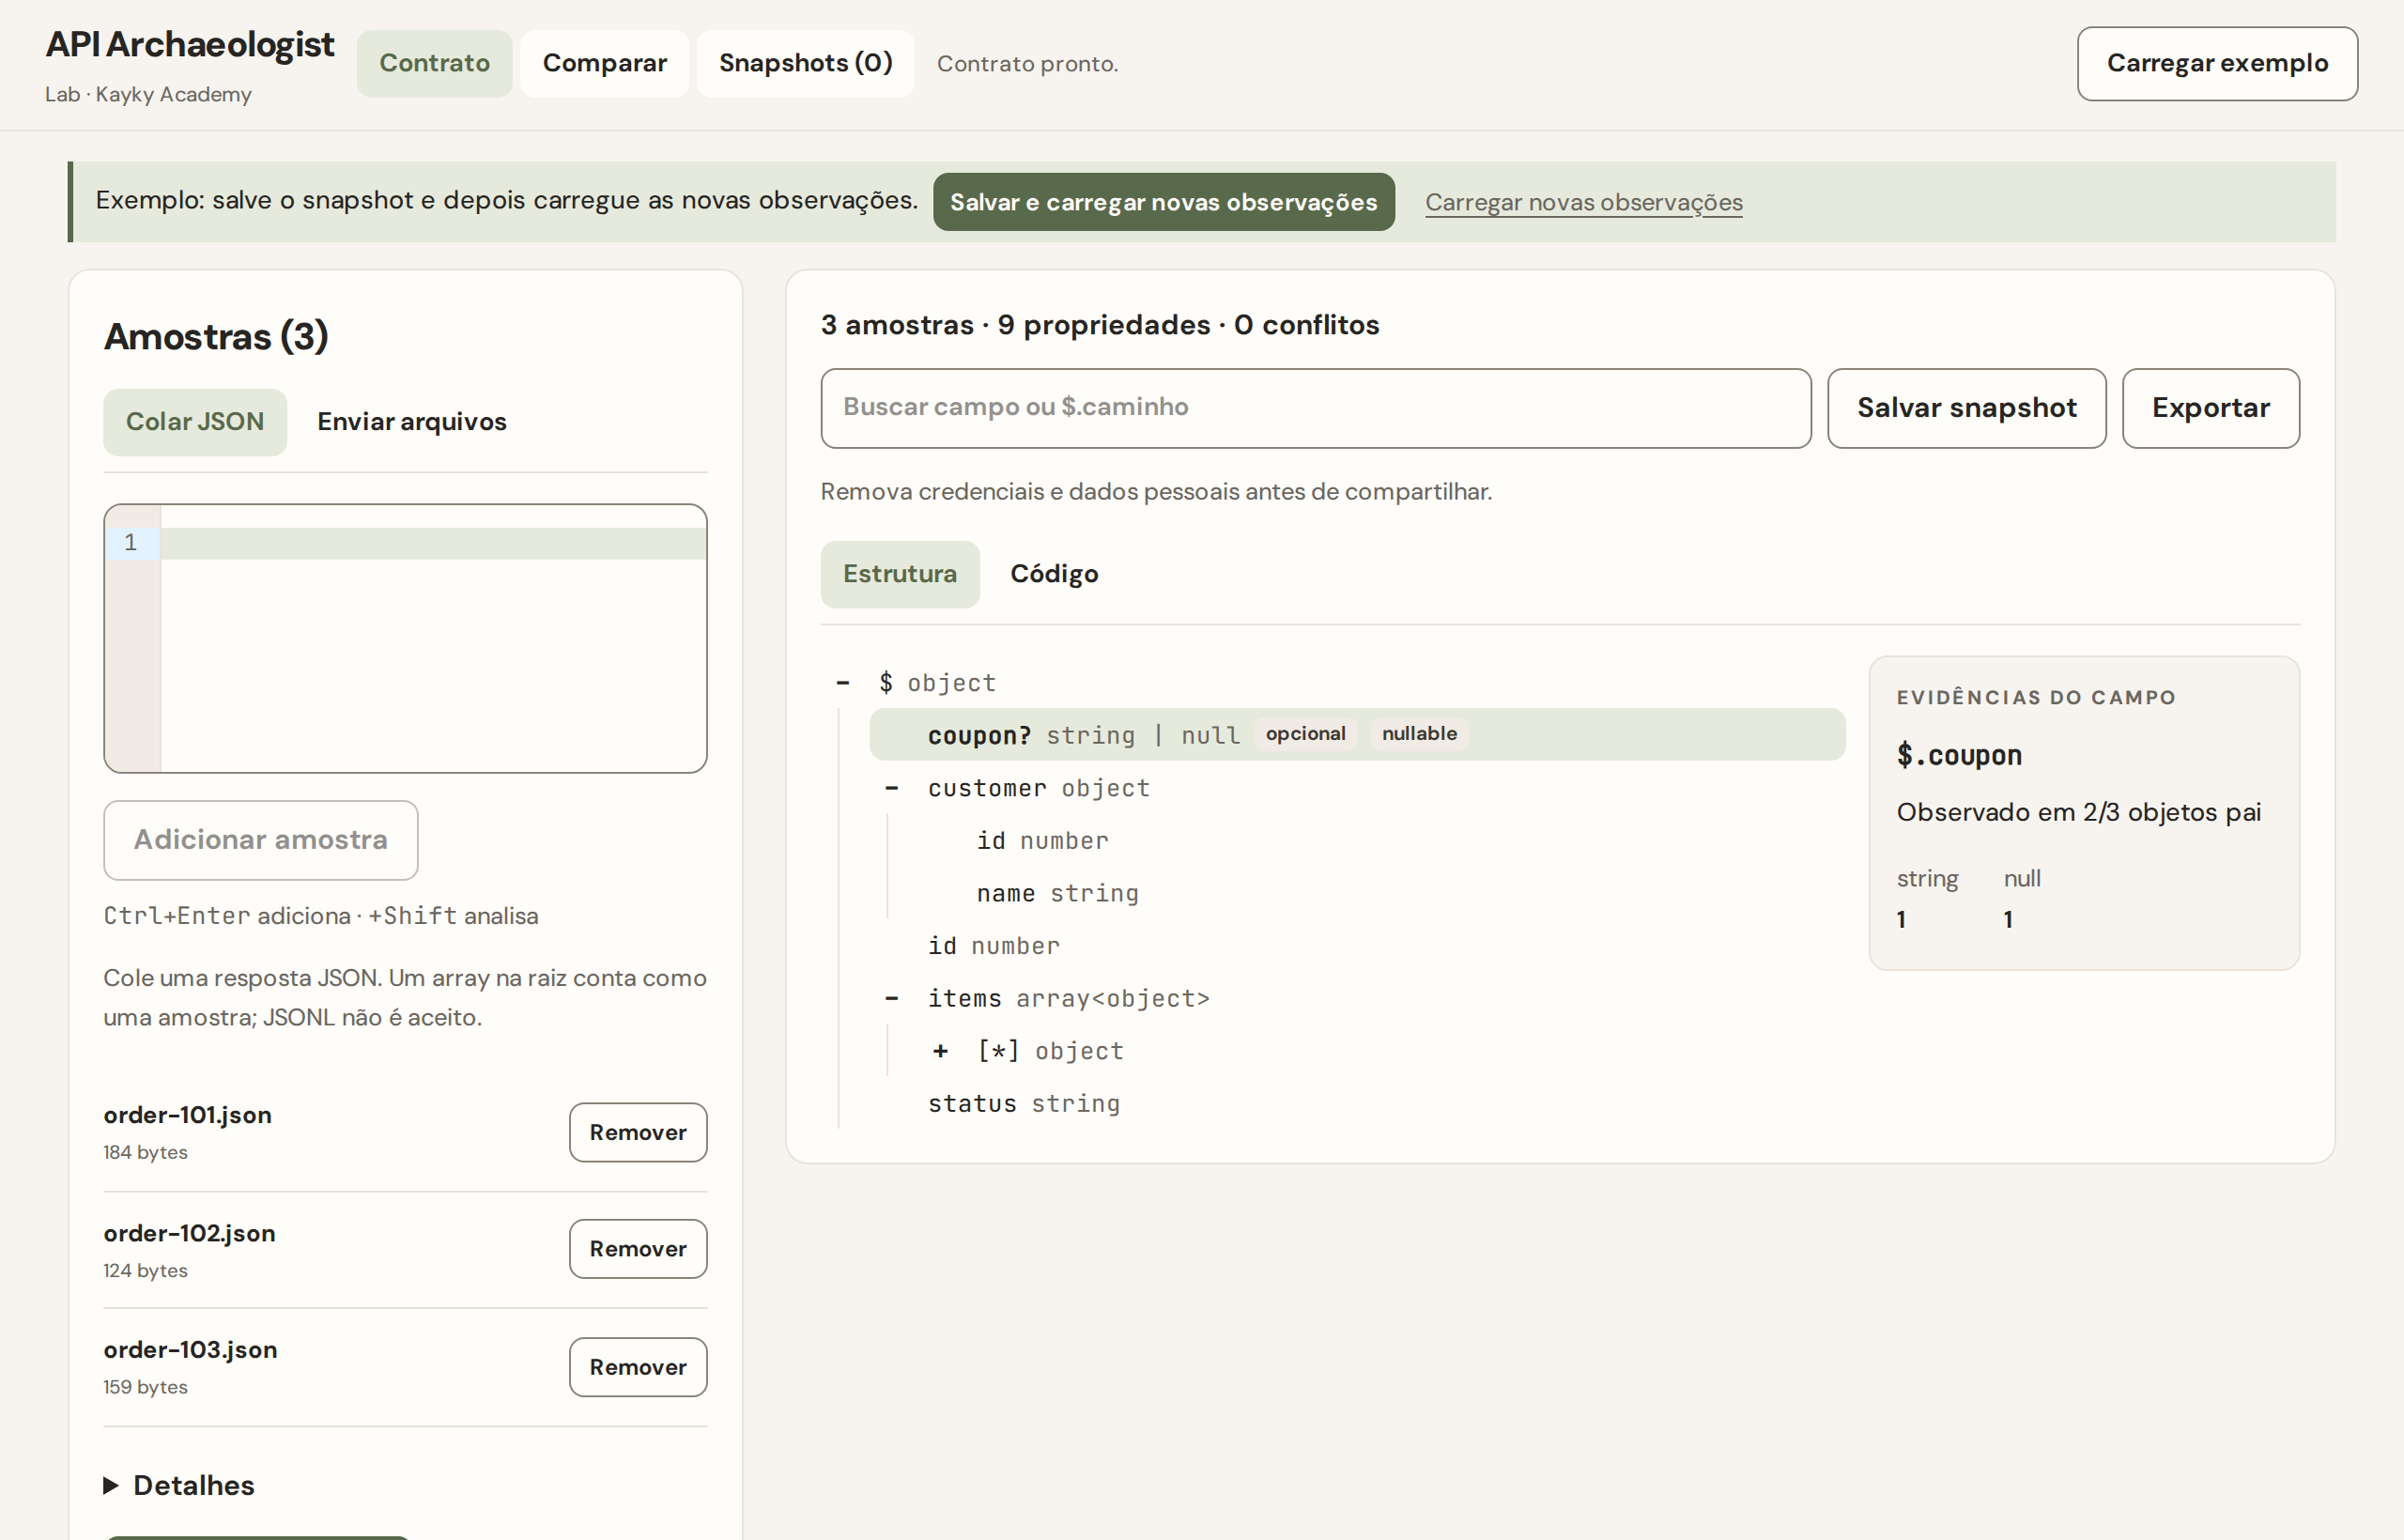 API Archaeologist
Lab · Kayky Academy
Contrato
Comparar
Snapshots (0)
Contrato pronto.
Carregar exemplo
Exemplo: salve o snapshot e depois carregue as novas observações.
Salvar e carregar novas observações
Carregar novas observações
Amostras (3)
Colar JSON
Enviar arquivos
1
Adicionar amostra
Ctrl+Enter adiciona · +Shift analisa
Cole uma resposta JSON. Um array na raiz conta como
uma amostra; JSONL não é aceito.
order-101.json
184 bytes
Remover
order-102.json
124 bytes
Remover
order-103.json
159 bytes
Remover
▶ Detalhes
3 amostras · 9 propriedades · 0 conflitos
Buscar campo ou $.caminho
Salvar snapshot
Exportar
Remova credenciais e dados pessoais antes de compartilhar.
Estrutura
Código
- $ object
coupon? string | null opcional nullable
- customer object
id number
name string
id number
- items array<object>
+ [*] object
status string
EVIDÊNCIAS DO CAMPO
$.coupon
Observado em 2/3 objetos pai
string null
1 1